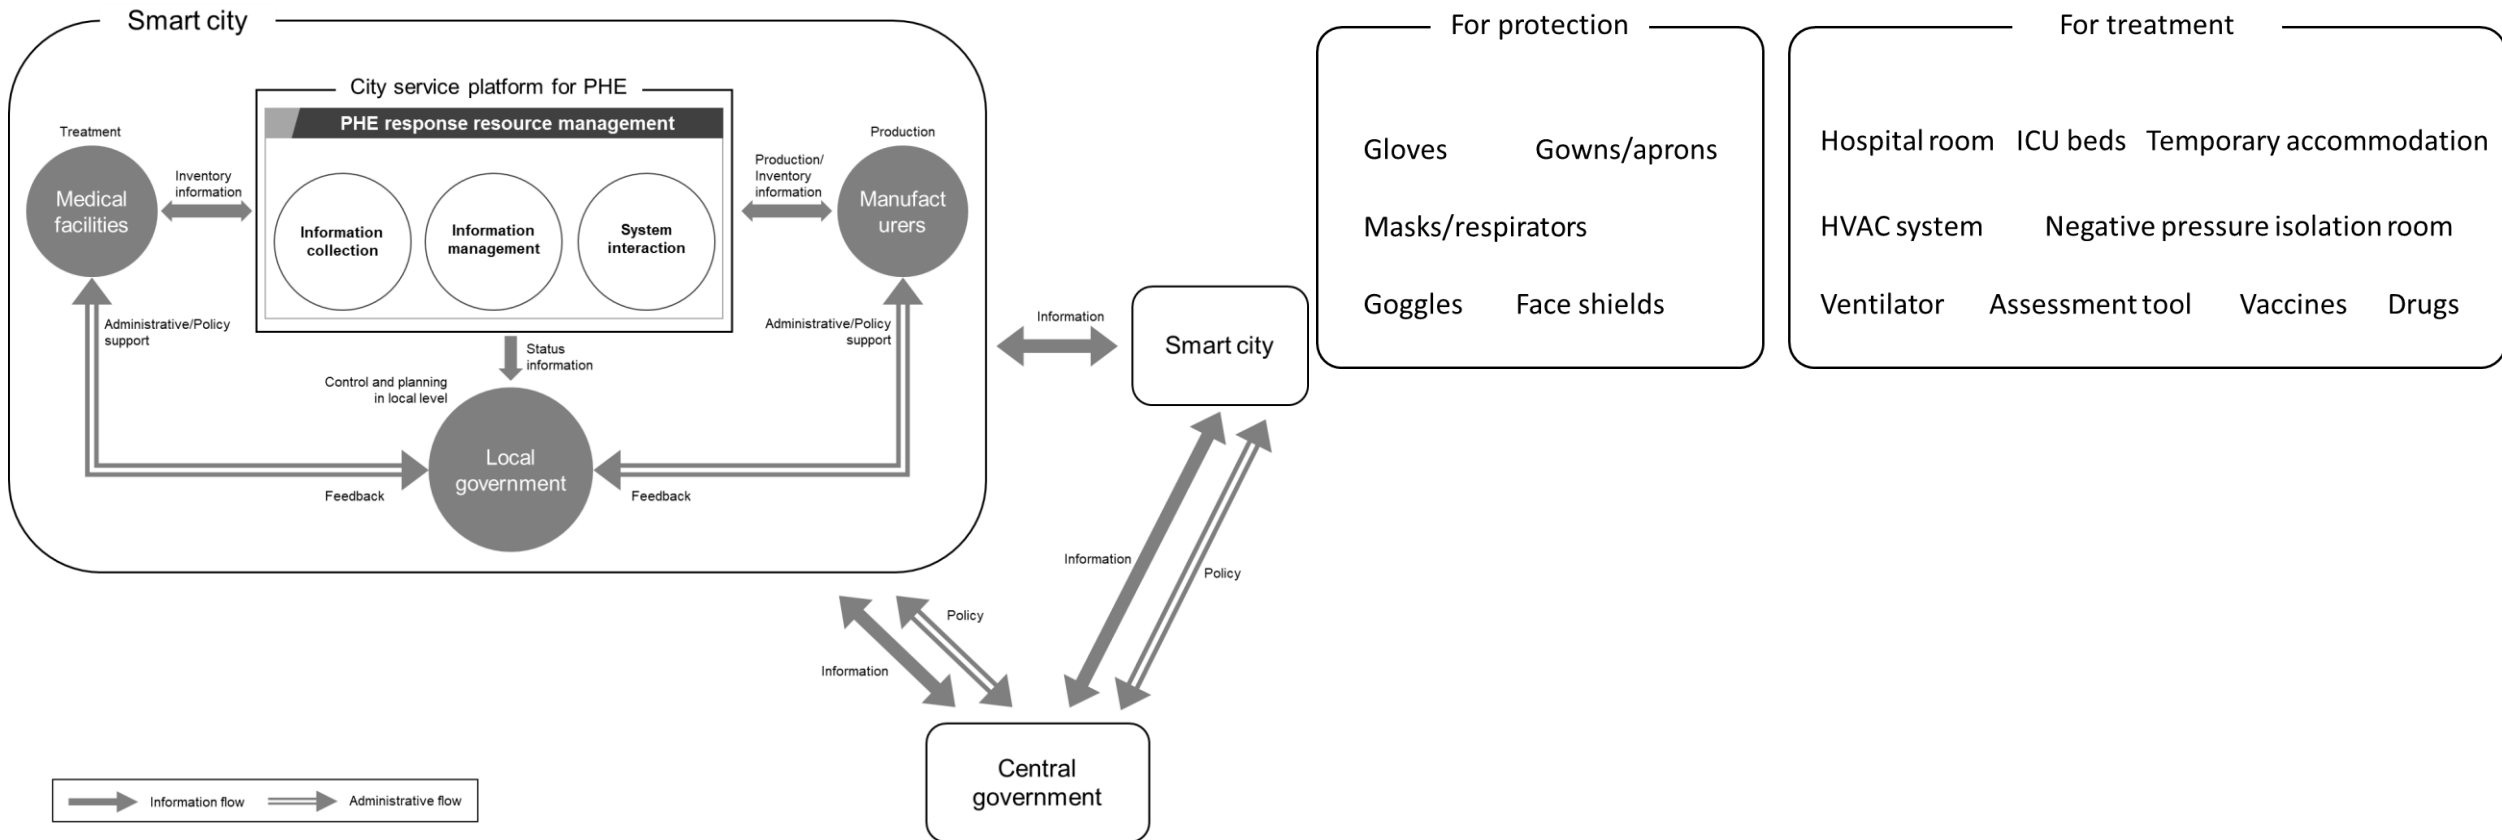 Smart city
City service platform for PHE
PHE response resource management
Treatment
Medical
facilities
Inventory
information
Information
collection
Information
management
System
interaction
Production/
Inventory
information
Production
Manufact
urers
Administrative/Policy
support
Status
information
Administrative/Policy
support
Control and planning
in local level
Local
government
Feedback
Feedback
Information
Smart city
Information
Policy
Policy
Information
Central
government
Information flow
Administrative flow
For protection
Gloves Gowns/aprons
Masks/respirators
Goggles Face shields
For treatment
Hospital room ICU beds Temporary accommodation
HVAC system Negative pressure isolation room
Ventilator Assessment tool Vaccines Drugs